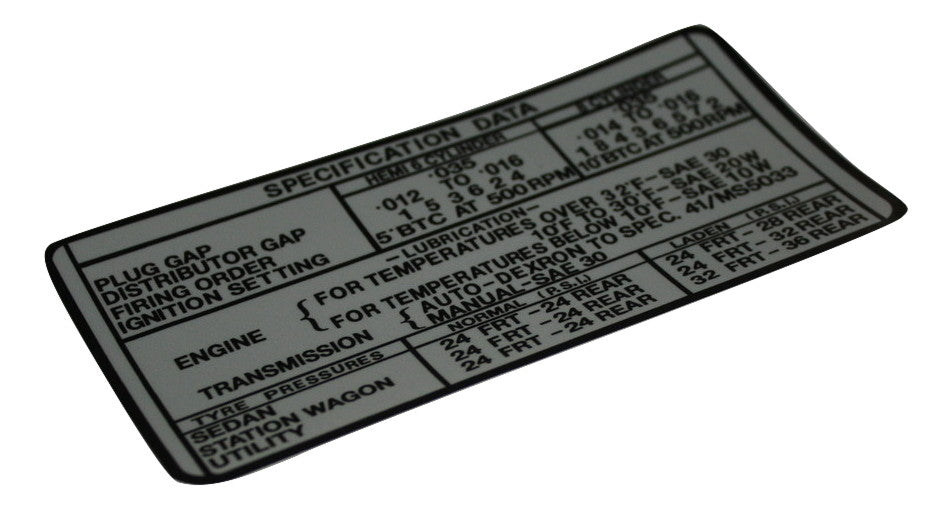 SPECIFICATION DATA
HEMI 6 CYLINDER 8 CYLINDER
PLUG GAP ·035 ·035
DISTRIBUTOR GAP ·012 TO ·016 ·014 TO ·016
FIRING ORDER 1 5 3 6 2 4 1 8 4 3 6 5 7 2
IGNITION SETTING 5°BTC AT 500RPM 10°BTC AT 500RPM
–LUBRICATION–
ENGINE { FOR TEMPERATURES OVER 32°F–SAE 30
10°F TO 30°F– SAE 20W
FOR TEMPERATURES BELOW 10°F– SAE 10W
TRANSMISSION { AUTO–DEXRON TO SPEC. 41/MS5033
MANUAL–SAE 30
TYRE PRESSURES NORMAL (P.S.I.) LADEN (P.S.I.)
SEDAN 24 FRT – 24 REAR 24 FRT – 28 REAR
STATION WAGON 24 FRT – 24 REAR 24 FRT – 32 REAR
UTILITY 24 FRT – 24 REAR 32 FRT – 36 REAR